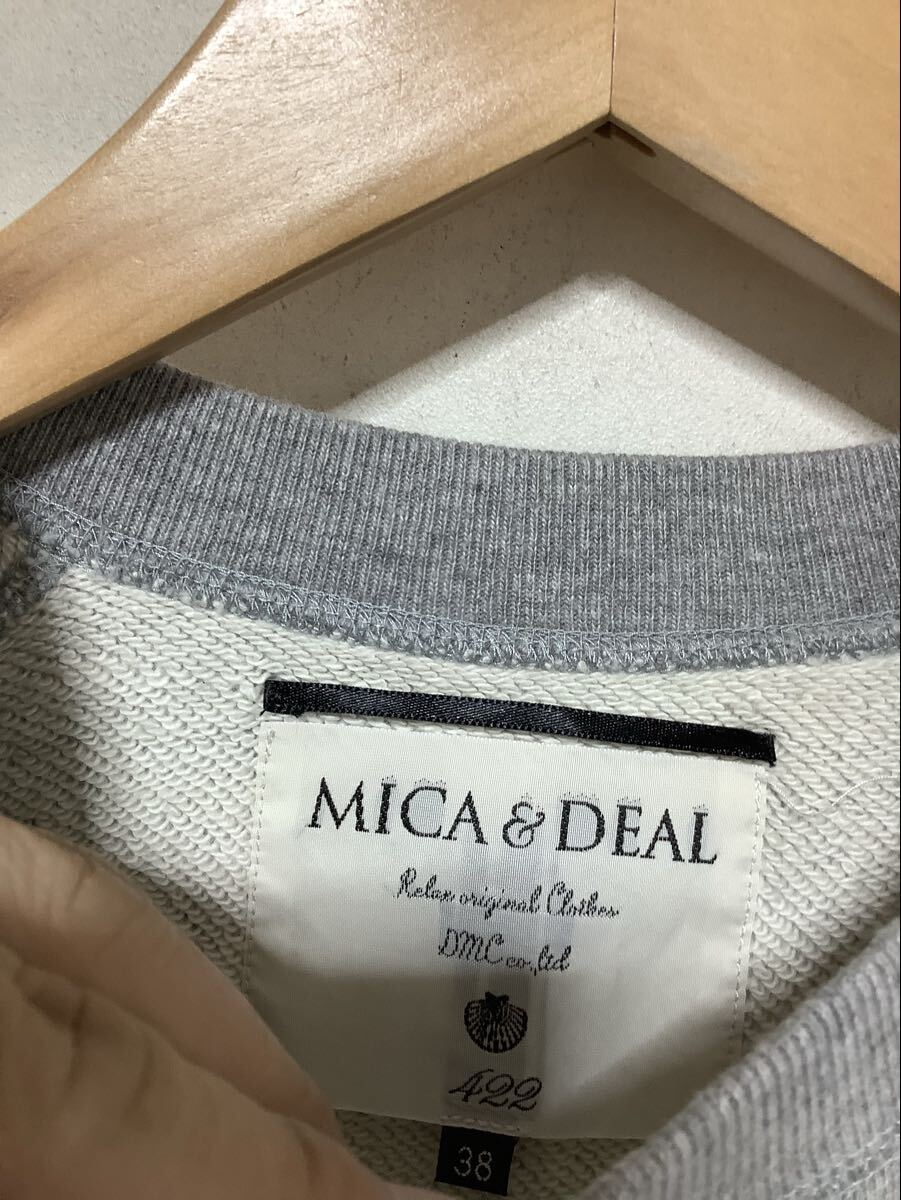 MICA & DEAL
Relax original Clothes
DMC co.,ltd
422
38